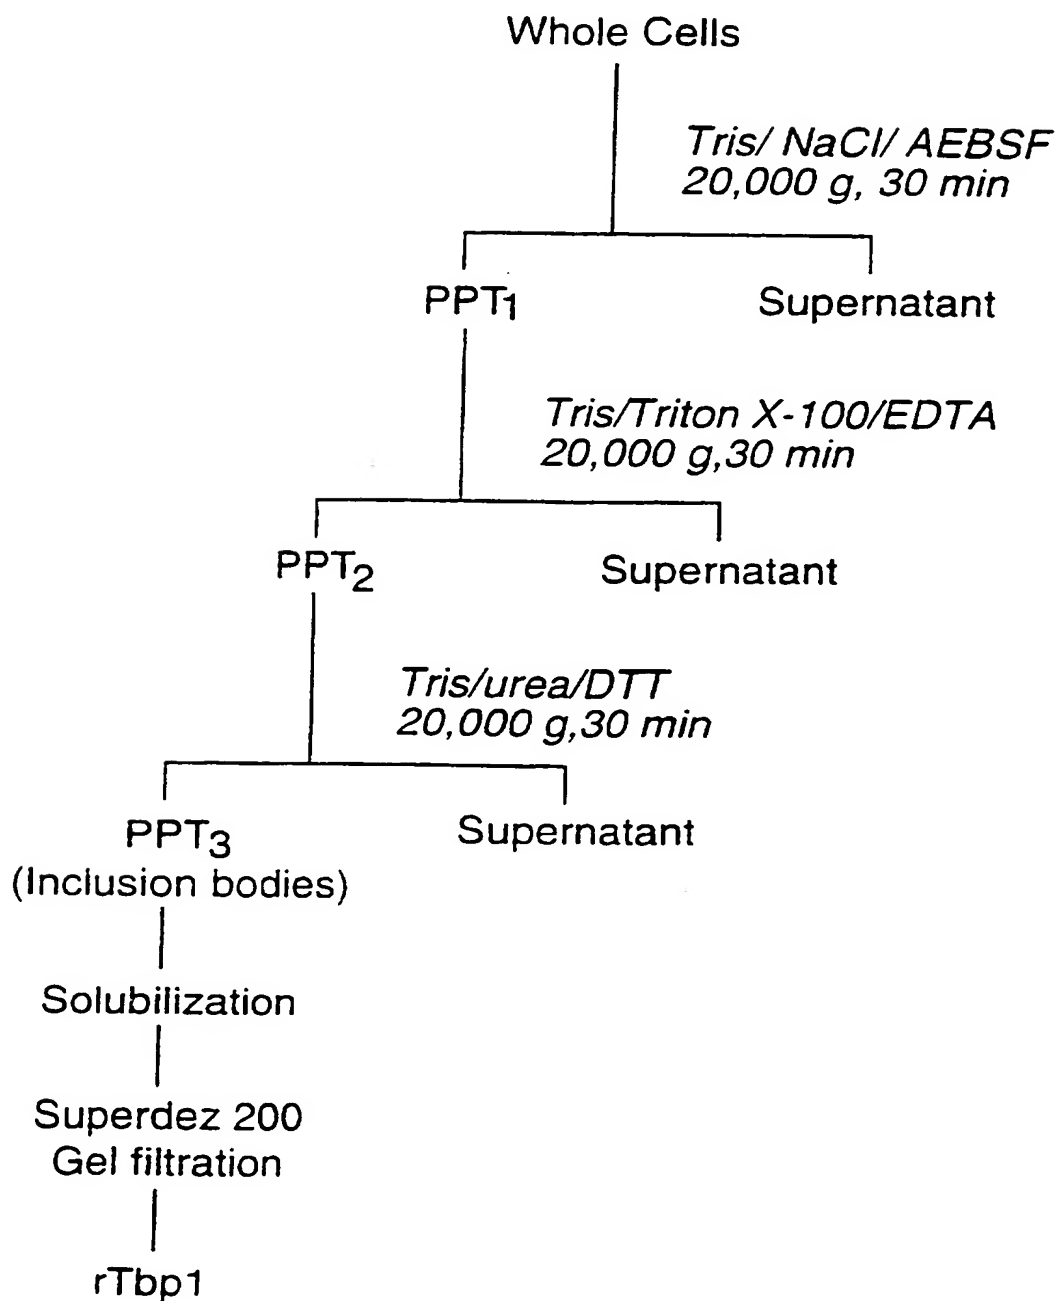 Whole Cells
Tris/ NaCl/ AEBSF
20,000 g, 30 min
PPT1
Supernatant
Tris/Triton X-100/EDTA
20,000 g,30 min
PPT2
Supernatant
Tris/urea/DTT
20,000 g,30 min
PPT3
Supernatant
(Inclusion bodies)
Solubilization
Superdez 200
Gel filtration
rTbp1